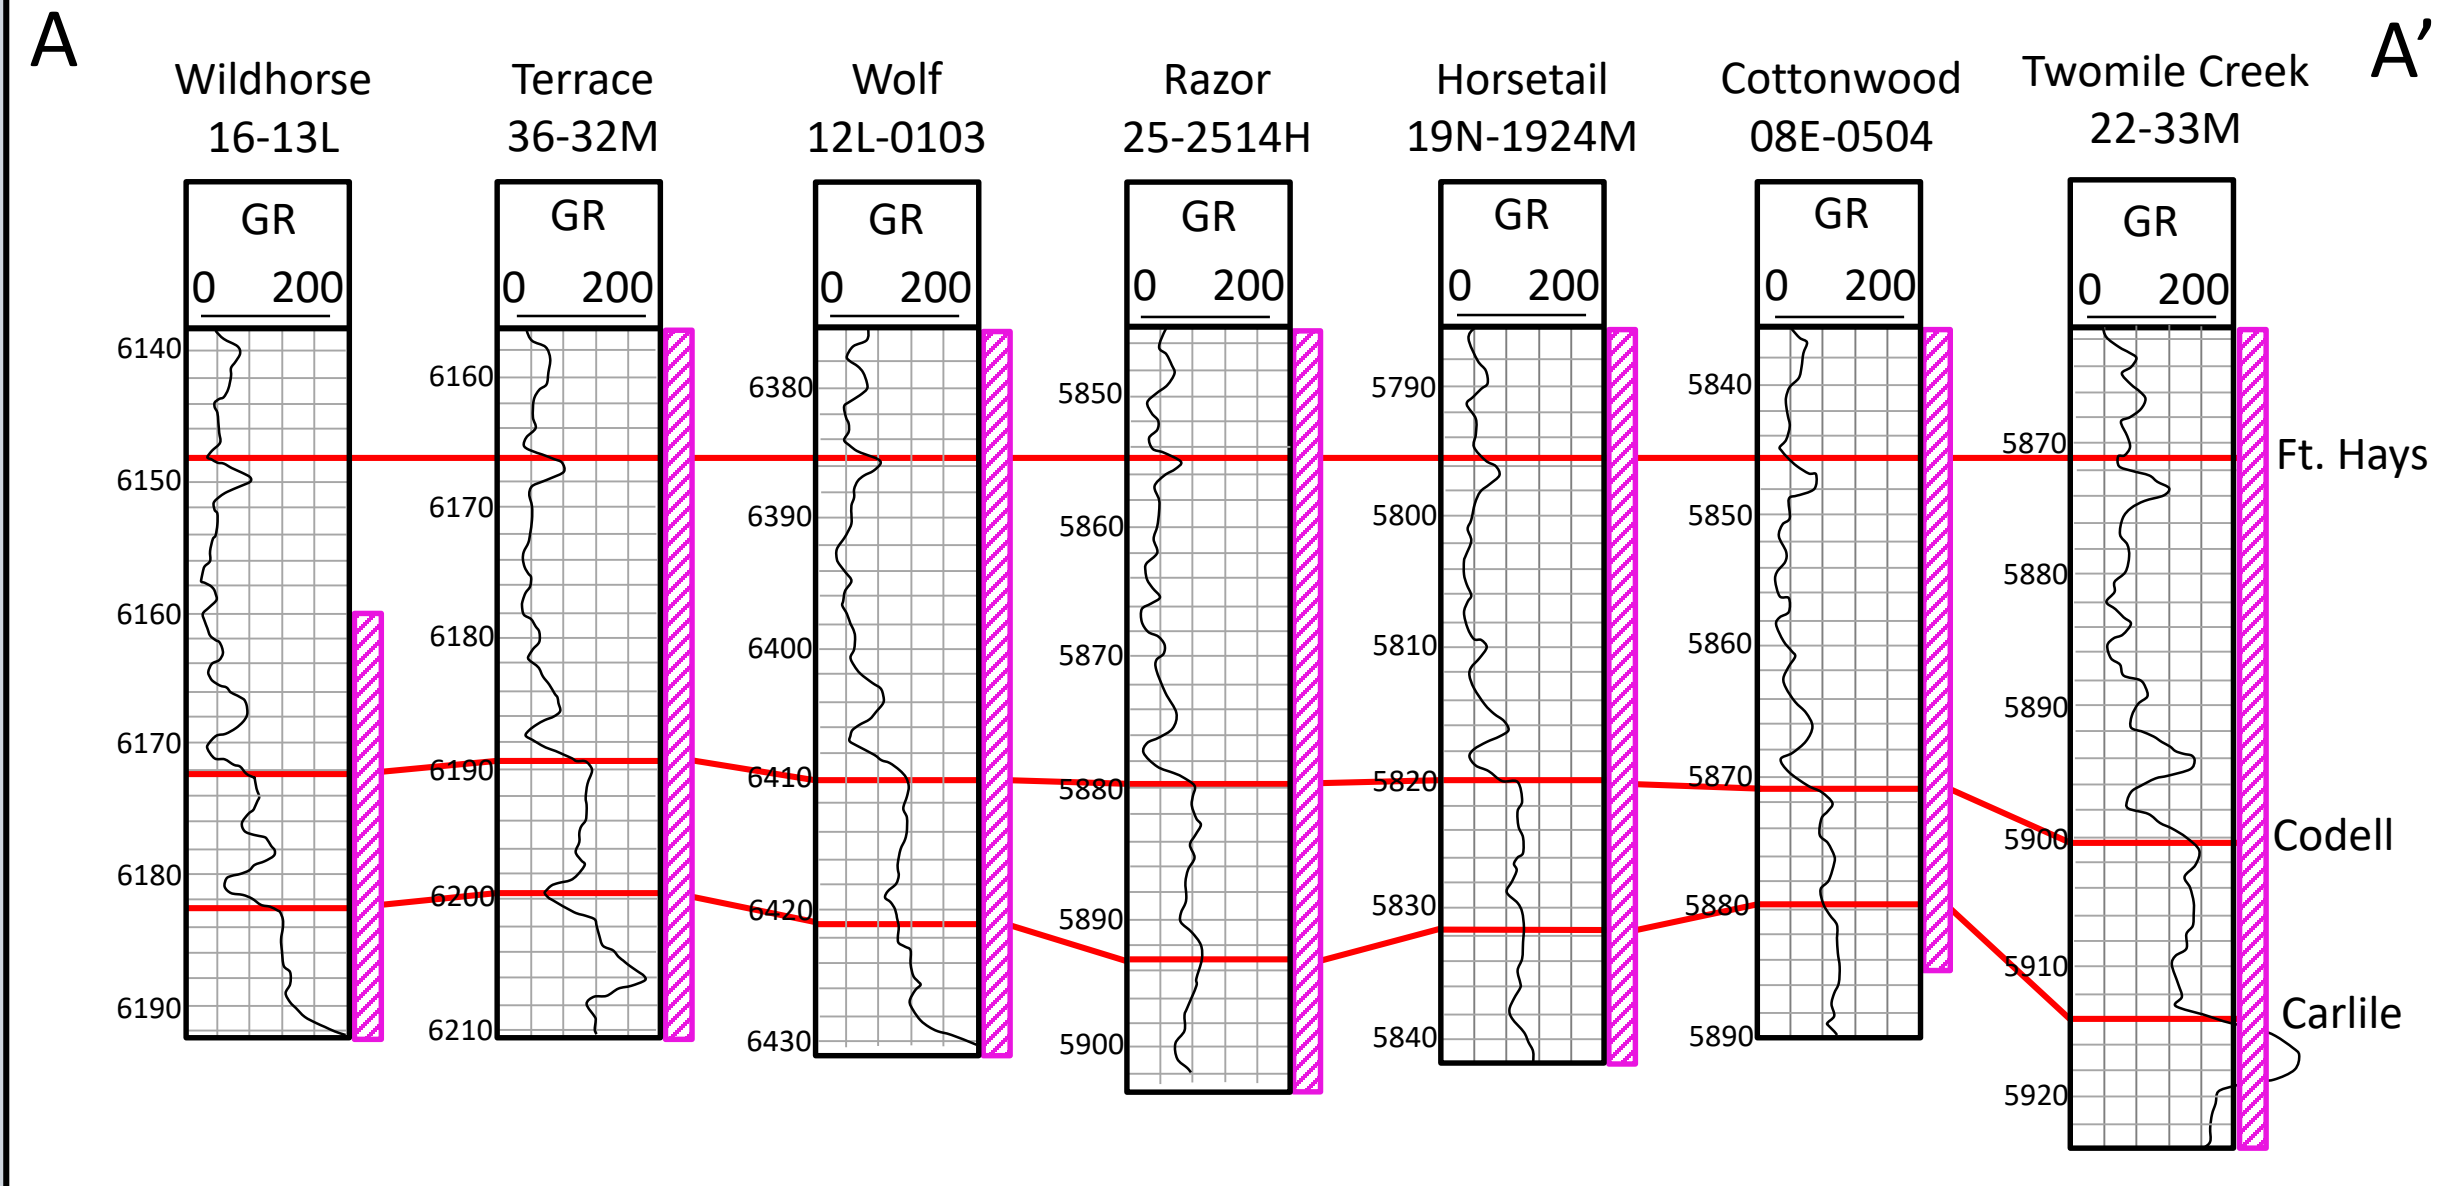 A
A’
Wildhorse
16-13L
Terrace
36-32M
Wolf
12L-0103
Razor
25-2514H
Horsetail
19N-1924M
Cottonwood
08E-0504
Twomile Creek
22-33M
GR
0 200
6140
6150
6160
6170
6180
6190
GR
0 200
6160
6170
6180
6190
6200
6210
GR
0 200
6380
6390
6400
6410
6420
6430
GR
0 200
5850
5860
5870
5880
5890
5900
GR
0 200
5790
5800
5810
5820
5830
5840
GR
0 200
5840
5850
5860
5870
5880
5890
GR
0 200
5870
5880
5890
5900
5910
5920
Ft. Hays
Codell
Carlile